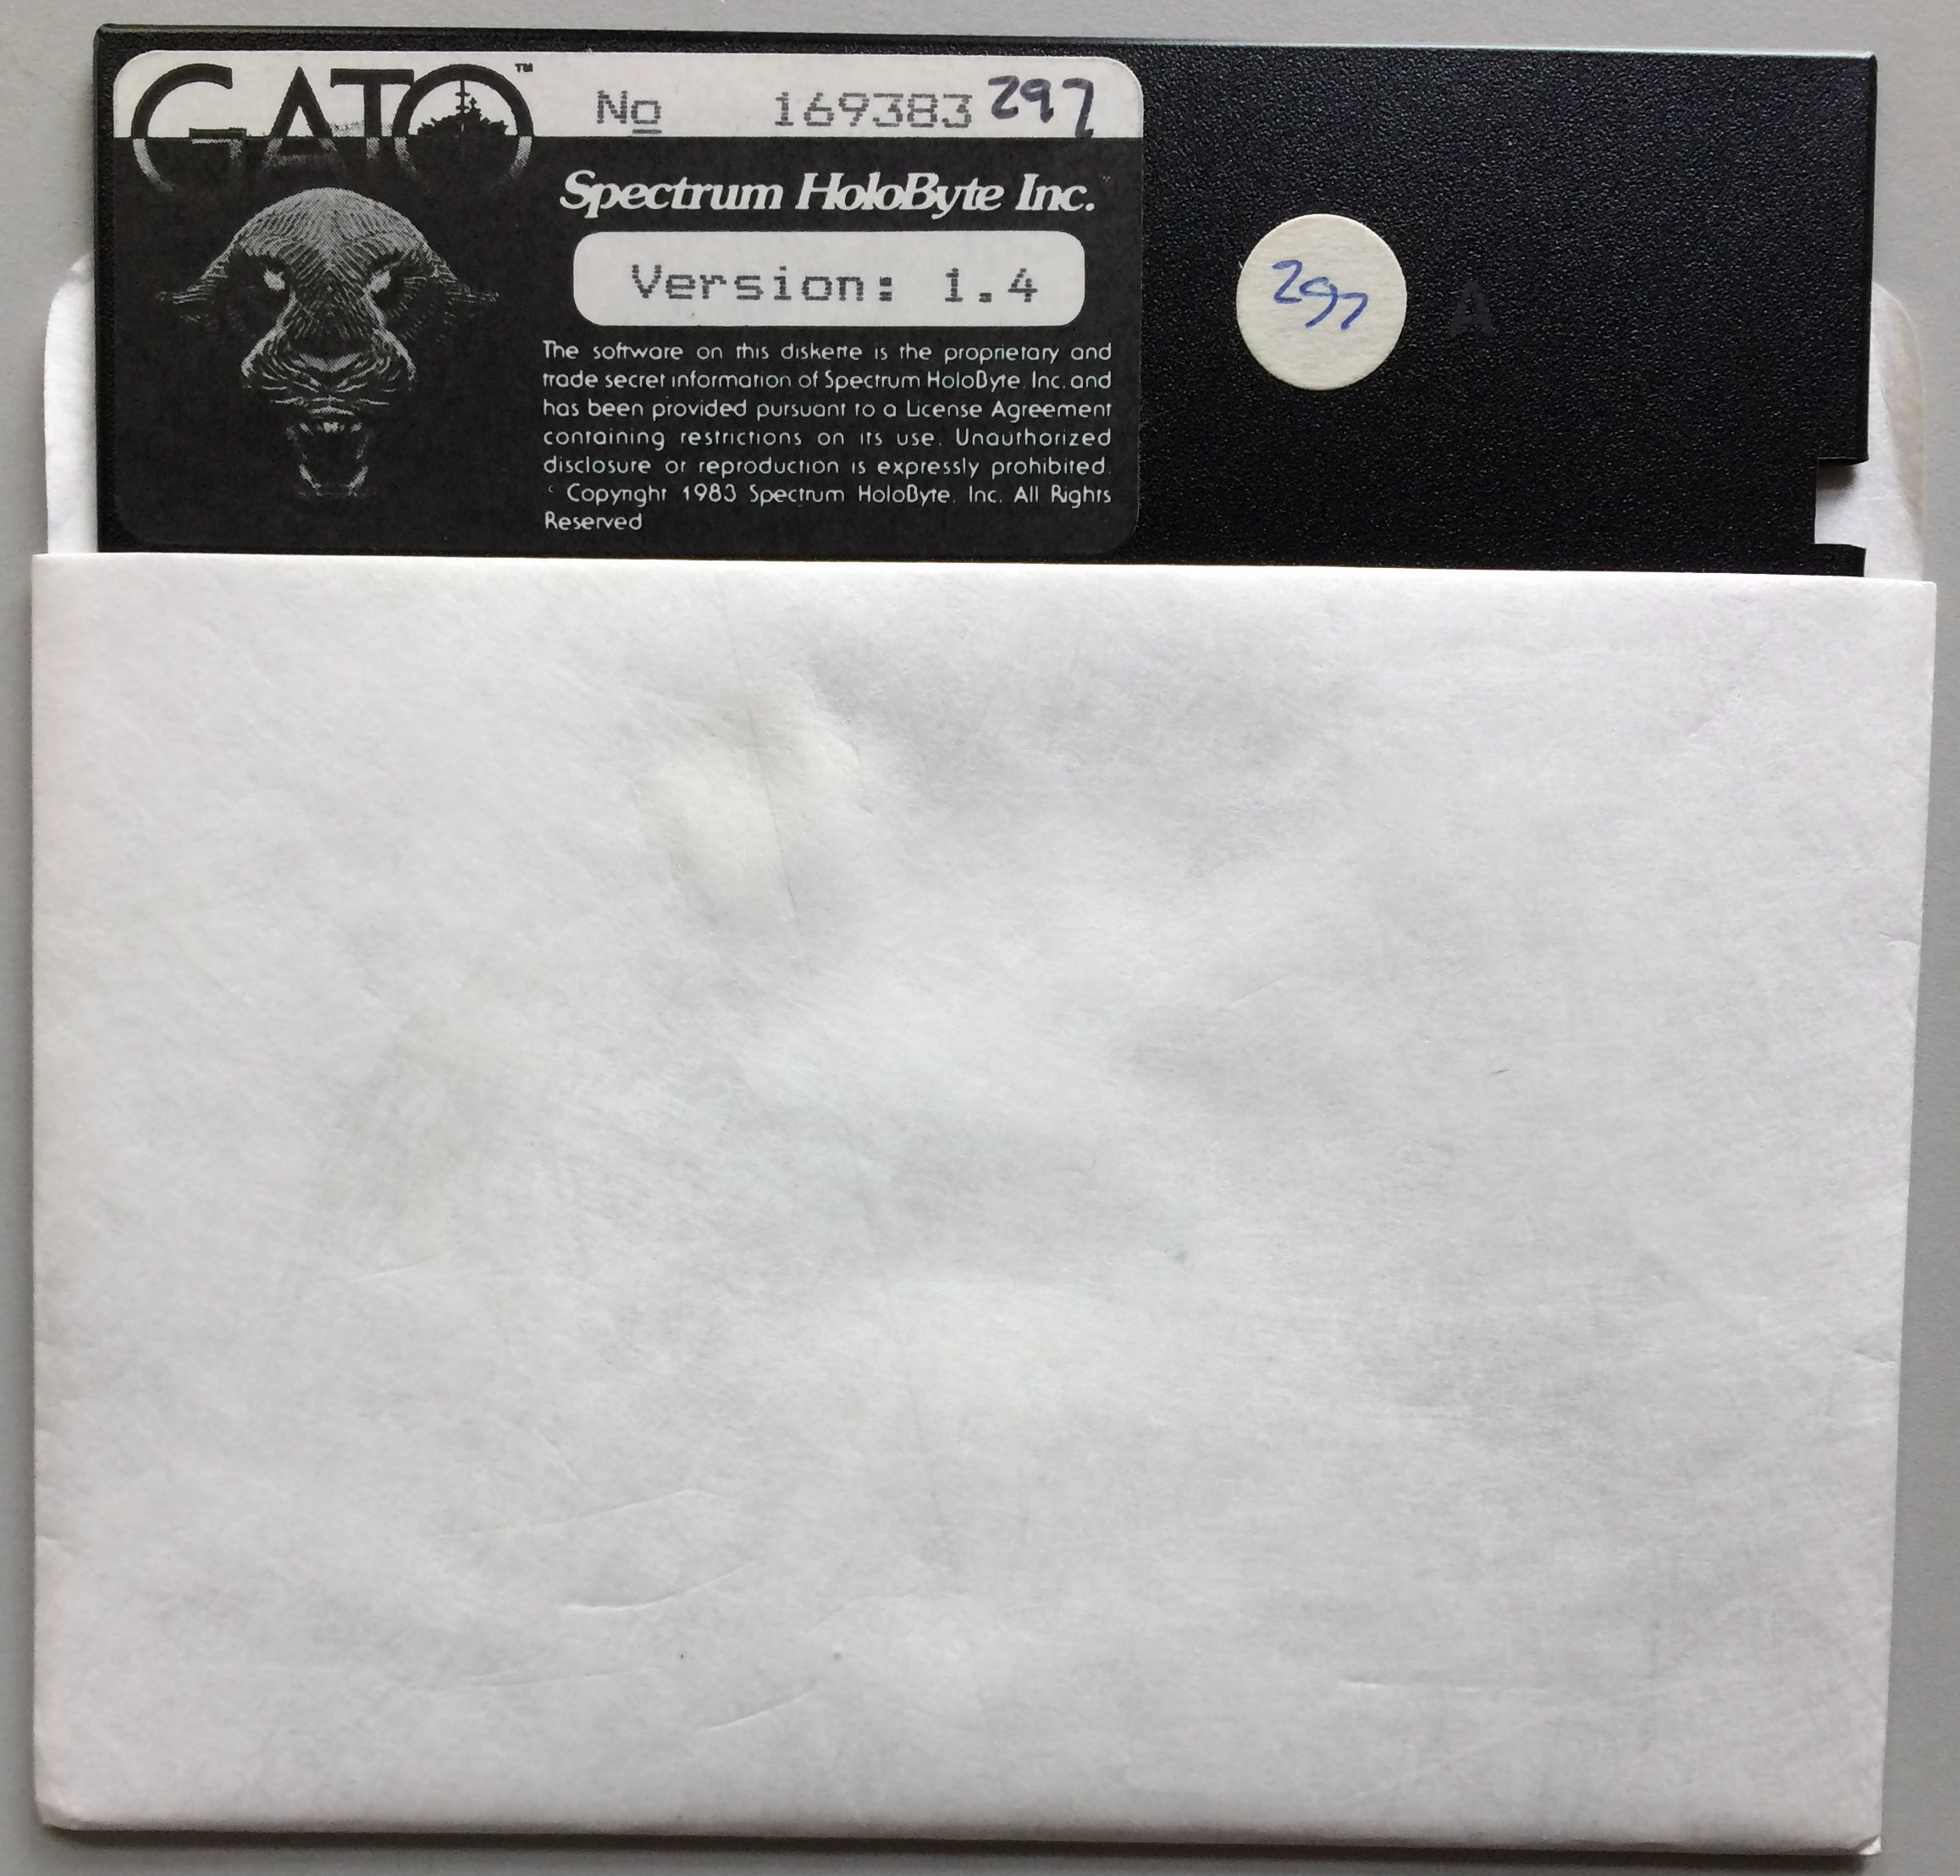 GATO™
No 169383 297
Spectrum HoloByte Inc.
Version: 1.4
297 A
The software on this diskette is the proprietary and
trade secret information of Spectrum HoloByte. Inc. and
has been provided pursuant to a License Agreement
containing restrictions on its use. Unauthorized
disclosure or reproduction is expressly prohibited.
Copyright 1983 Spectrum HoloByte. Inc. All Rights
Reserved